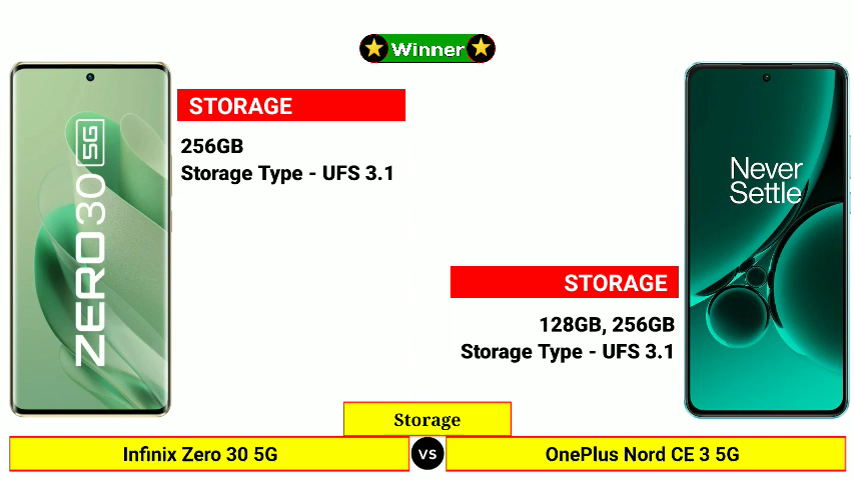 Winner
STORAGE
256GB
Storage Type - UFS 3.1
ZERO 30 5G
Never
Settle
STORAGE
128GB, 256GB
Storage Type - UFS 3.1
Storage
Infinix Zero 30 5G
VS
OnePlus Nord CE 3 5G